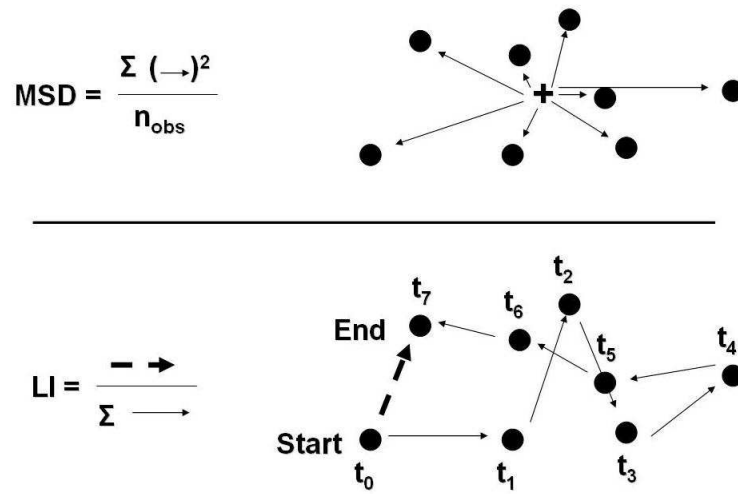 MSD = Σ (→)²
n_obs
+
t₂
t₇
t₆
End
t₅
t₄
LI =
Σ →
Start
t₀
t₁
t₃